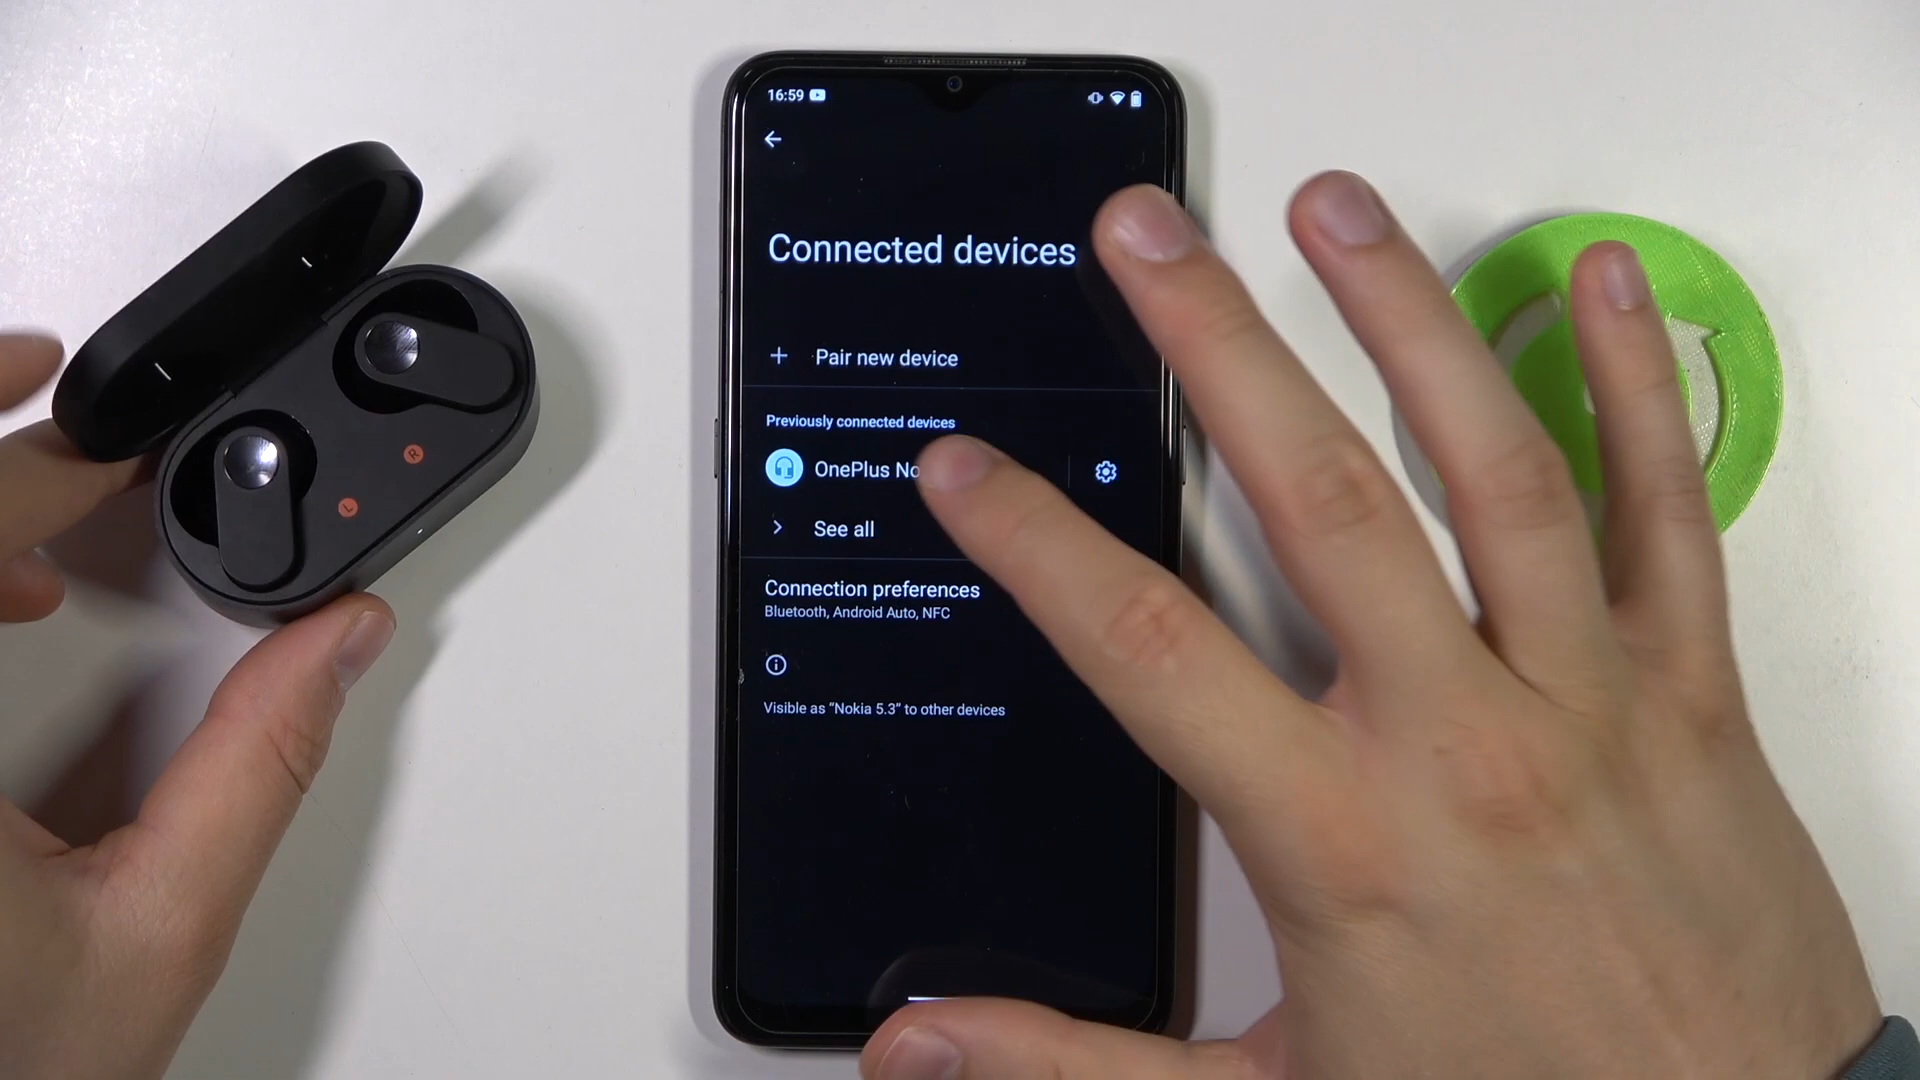 16:59
Connected devices
Pair new device
Previously connected devices
OnePlus
See all
Connection preferences
Bluetooth, Android Auto, NFC
Visible as “Nokia 5.3” to other devices
R
L